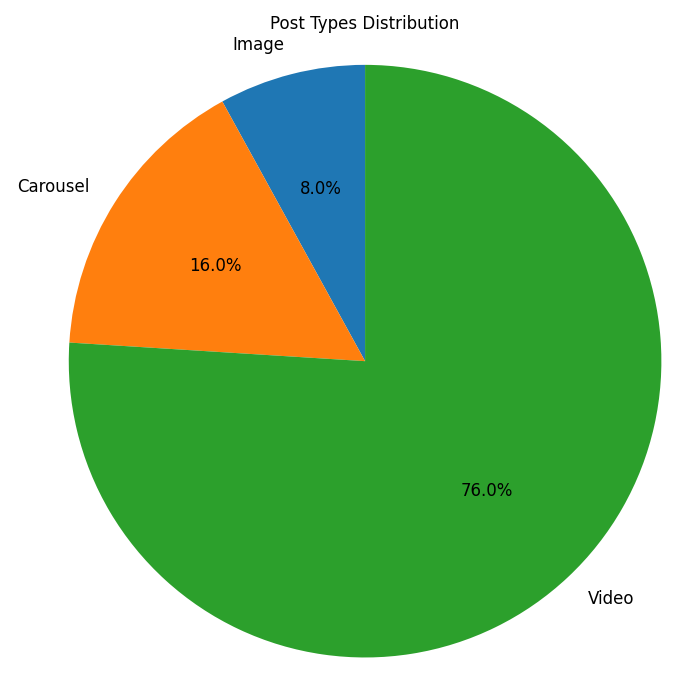 Post Types Distribution
Image
Carousel
8.0%
16.0%
76.0%
Video